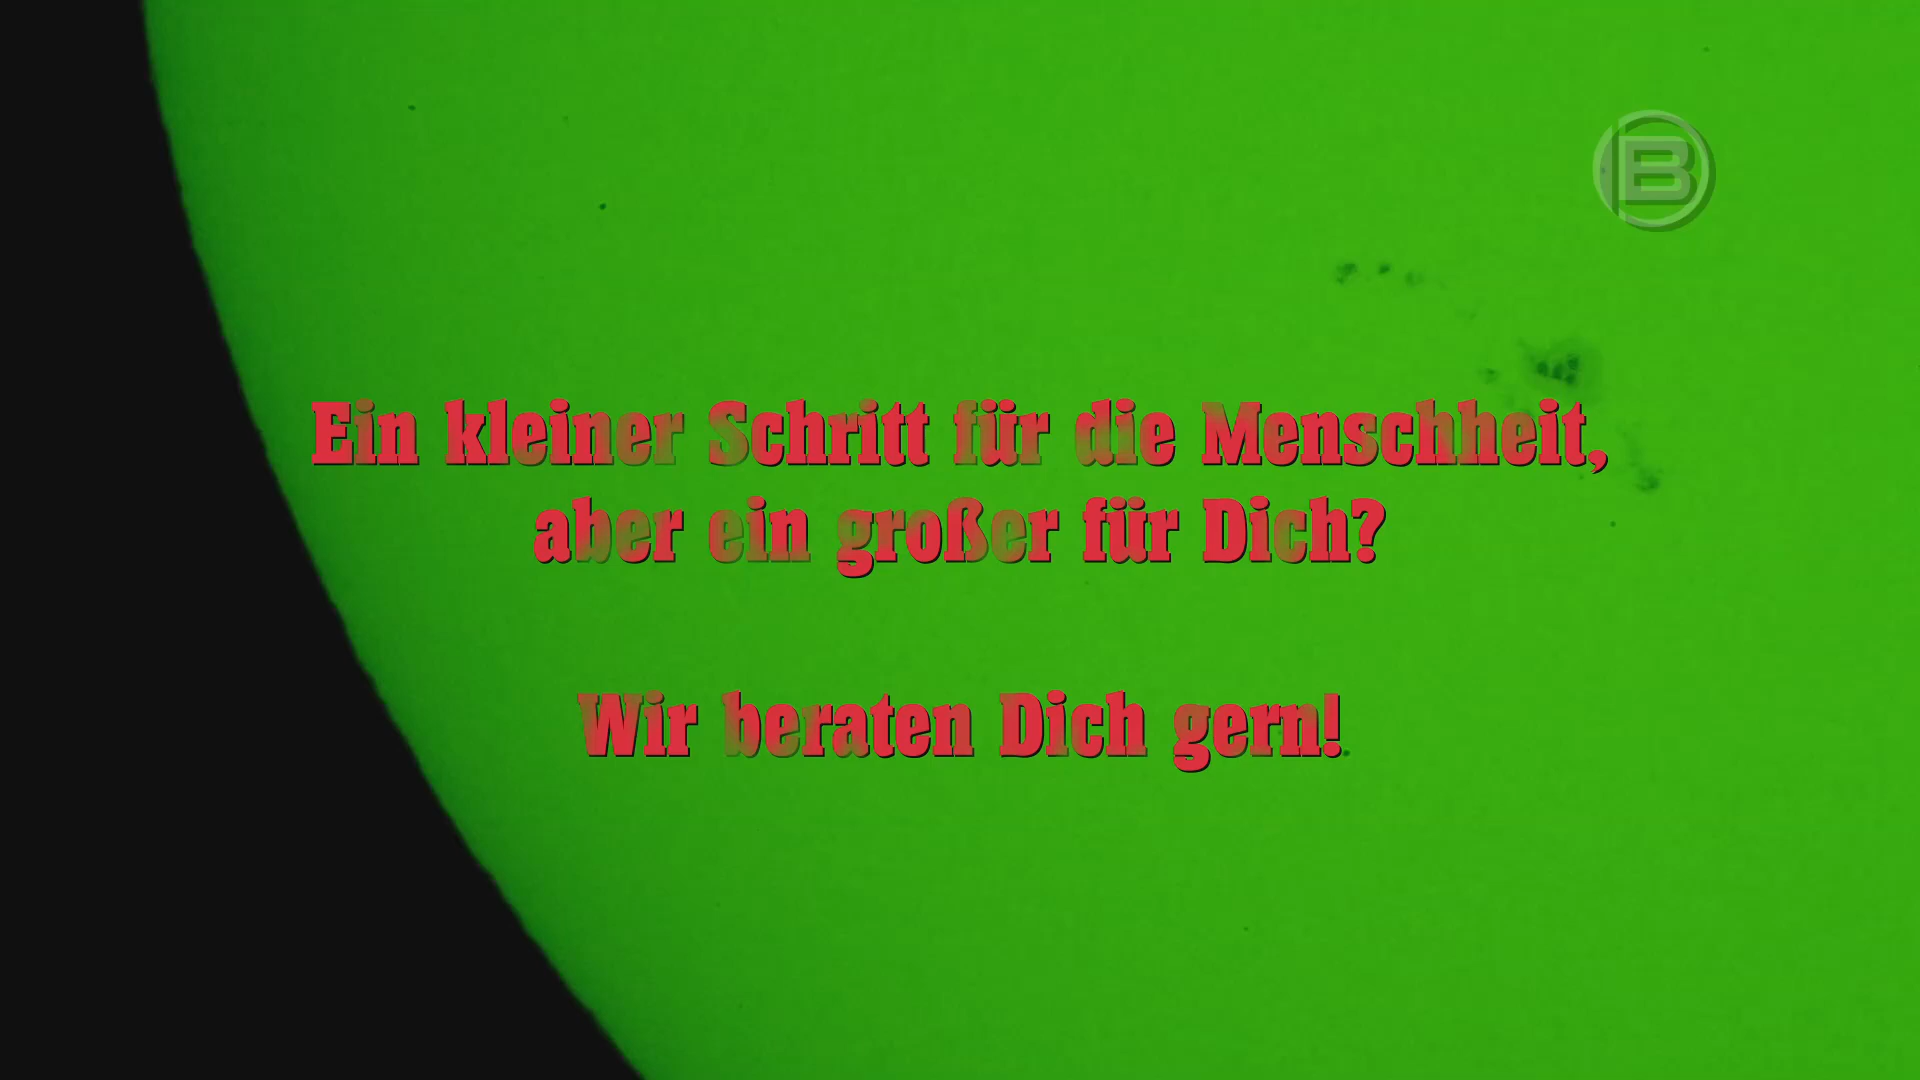 B
Ein kleiner Schritt für die Menschheit,
aber ein großer für Dich?
Wir beraten Dich gern!